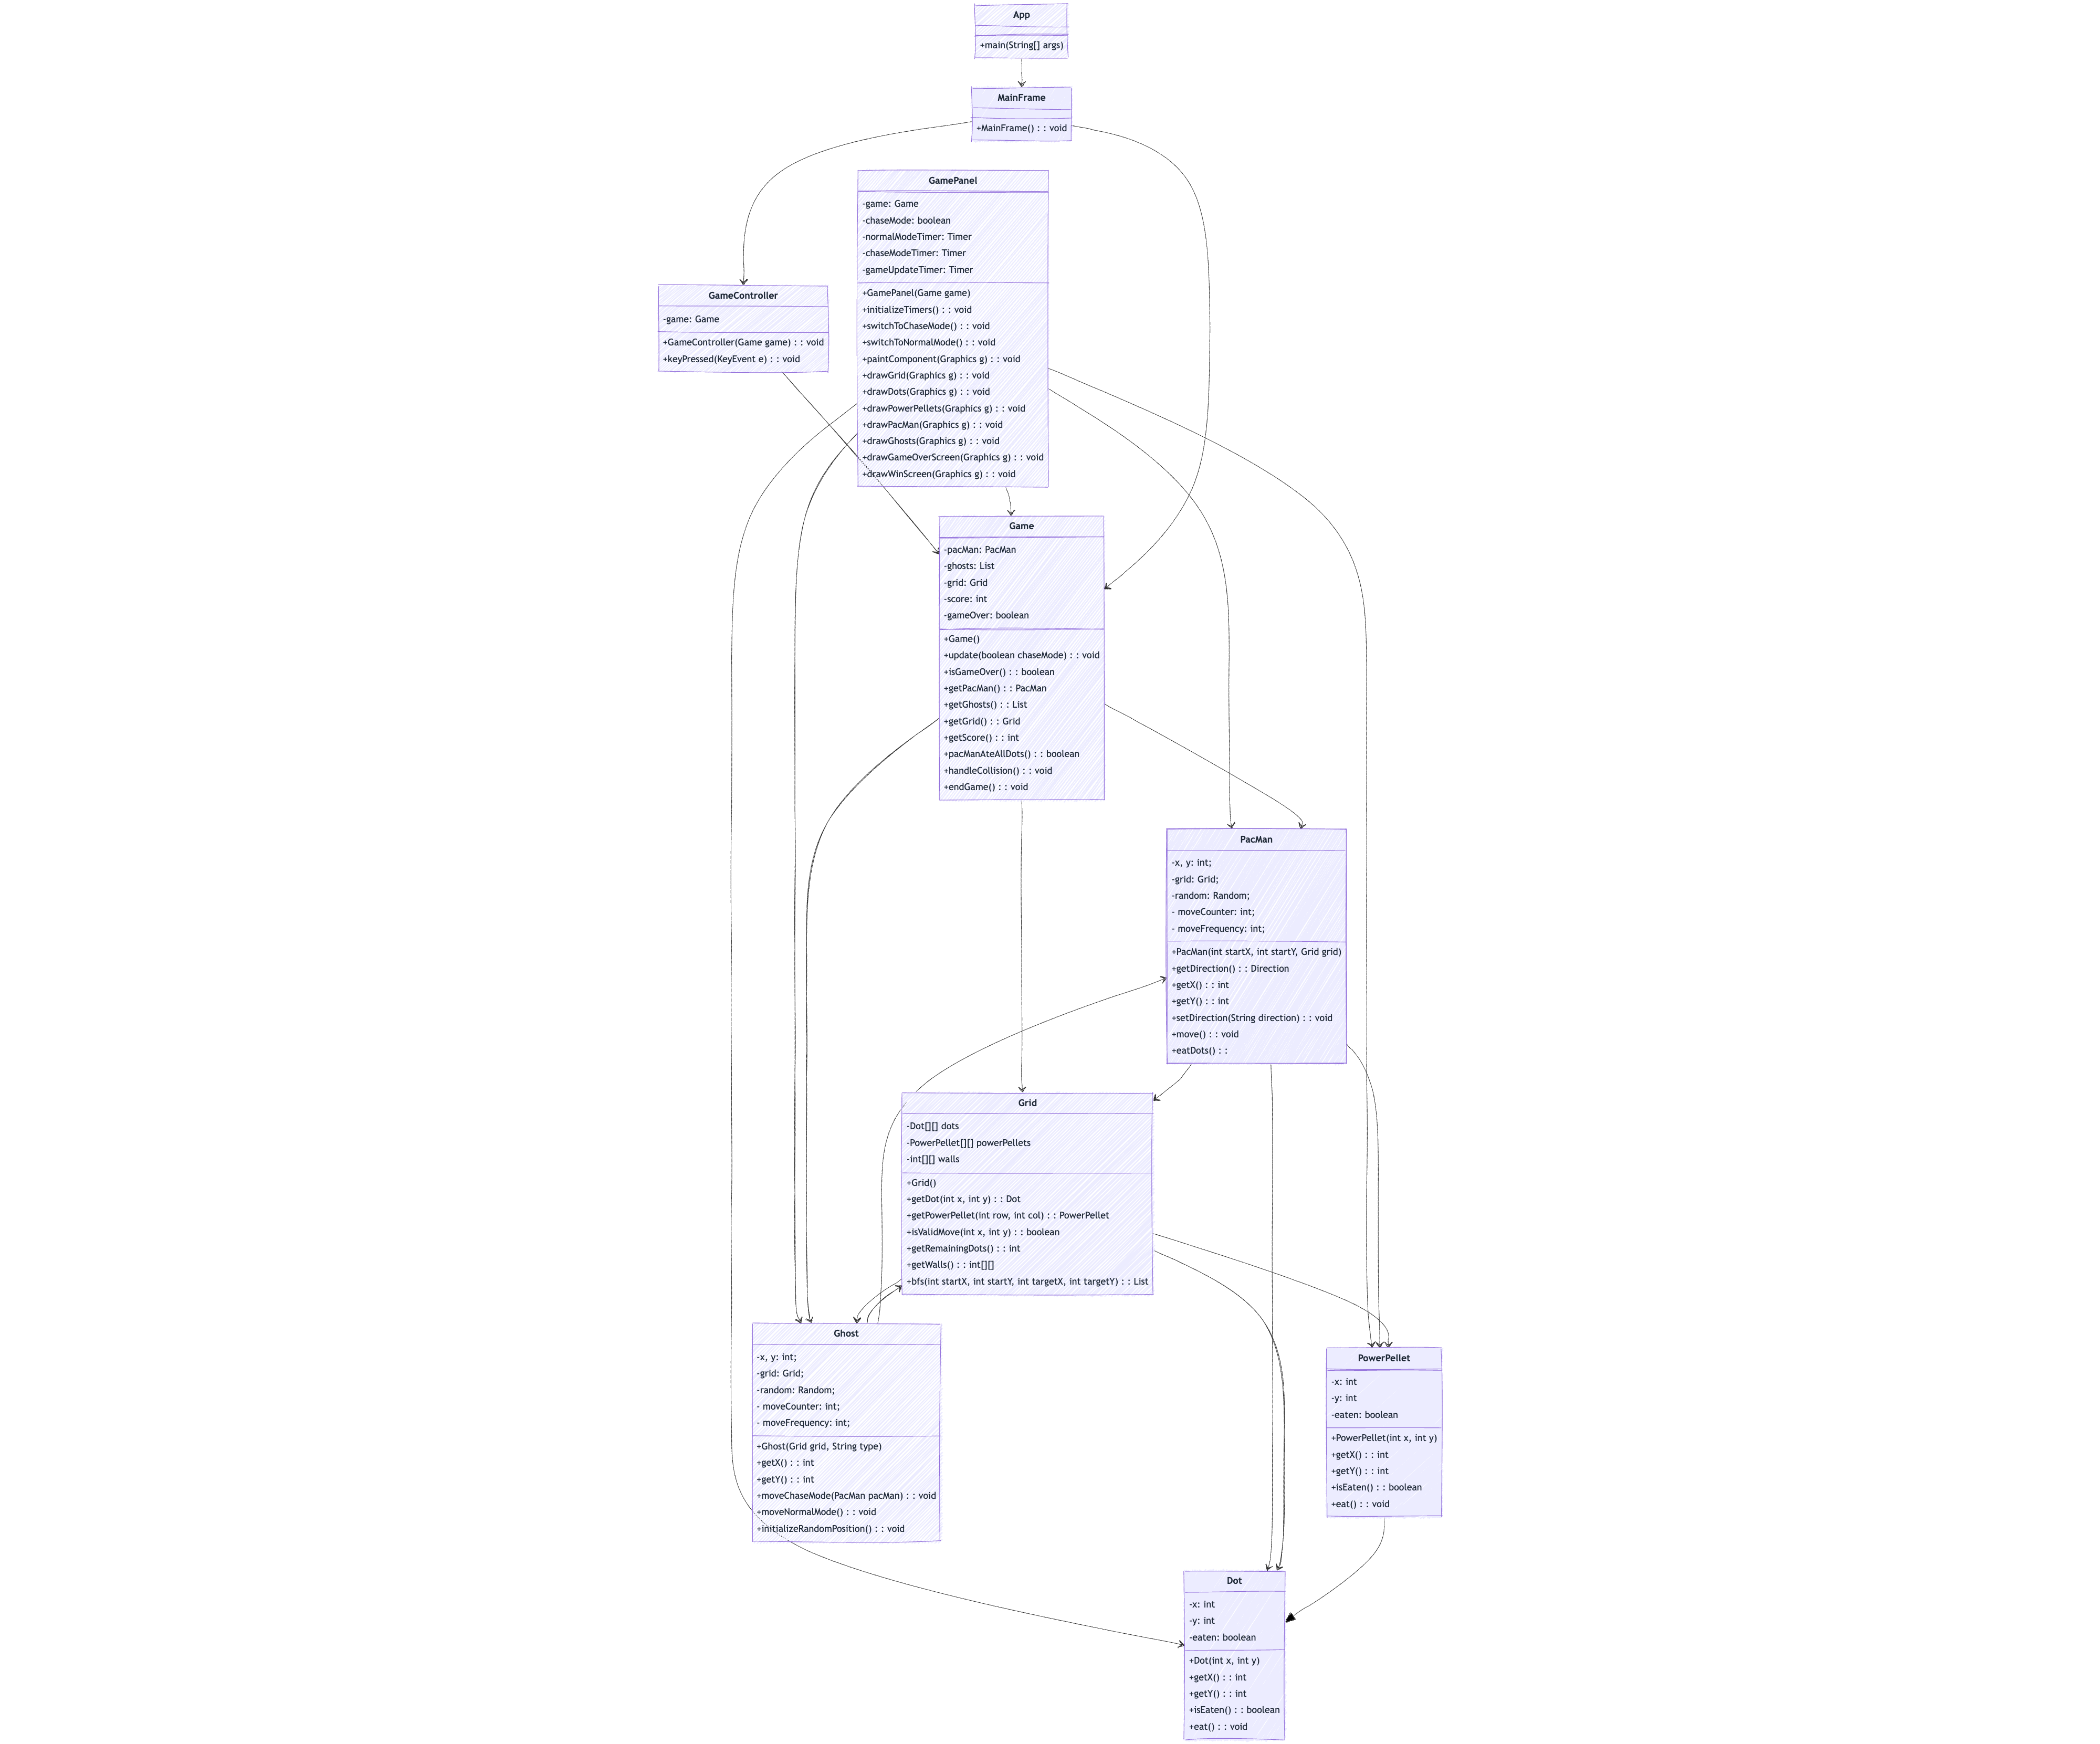 App
+main(String[] args)
MainFrame
+MainFrame() : : void
GamePanel
-game: Game
-chaseMode: boolean
-normalModeTimer: Timer
-chaseModeTimer: Timer
-gameUpdateTimer: Timer
+GamePanel(Game game)
+initializeTimers() : : void
+switchToChaseMode() : : void
+switchToNormalMode() : : void
+paintComponent(Graphics g) : : void
+drawGrid(Graphics g) : : void
+drawDots(Graphics g) : : void
+drawPowerPellets(Graphics g) : : void
+drawPacMan(Graphics g) : : void
+drawGhosts(Graphics g) : : void
+drawGameOverScreen(Graphics g) : : void
+drawWinScreen(Graphics g) : : void
GameController
-game: Game
+GameController(Game game) : : void
+keyPressed(KeyEvent e) : : void
Game
-pacMan: PacMan
-ghosts: List
-grid: Grid
-score: int
-gameOver: boolean
+Game()
+update(boolean chaseMode) : : void
+isGameOver() : : boolean
+getPacMan() : : PacMan
+getGhosts() : : List
+getGrid() : : Grid
+getScore() : : int
+pacManAteAllDots() : : boolean
+handleCollision() : : void
+endGame() : : void
PacMan
-x, y: int;
-grid: Grid;
-random: Random;
- moveCounter: int;
- moveFrequency: int;
+PacMan(int startX, int startY, Grid grid)
+getDirection() : : Direction
+getX() : : int
+getY() : : int
+setDirection(String direction) : : void
+move() : : void
+eatDots() : :
Grid
-Dot[][] dots
-PowerPellet[][] powerPellets
-int[][] walls
+Grid()
+getDot(int x, int y) : : Dot
+getPowerPellet(int row, int col) : : PowerPellet
+isValidMove(int x, int y) : : boolean
+getRemainingDots() : : int
+getWalls() : : int[][]
+bfs(int startX, int startY, int targetX, int targetY) : : List
Ghost
-x, y: int;
-grid: Grid;
-random: Random;
- moveCounter: int;
- moveFrequency: int;
+Ghost(Grid grid, String type)
+getX() : : int
+getY() : : int
+moveChaseMode(PacMan pacMan) : : void
+moveNormalMode() : : void
+initializeRandomPosition() : : void
PowerPellet
-x: int
-y: int
-eaten: boolean
+PowerPellet(int x, int y)
+getX() : : int
+getY() : : int
+isEaten() : : boolean
+eat() : : void
Dot
-x: int
-y: int
-eaten: boolean
+Dot(int x, int y)
+getX() : : int
+getY() : : int
+isEaten() : : boolean
+eat() : : void